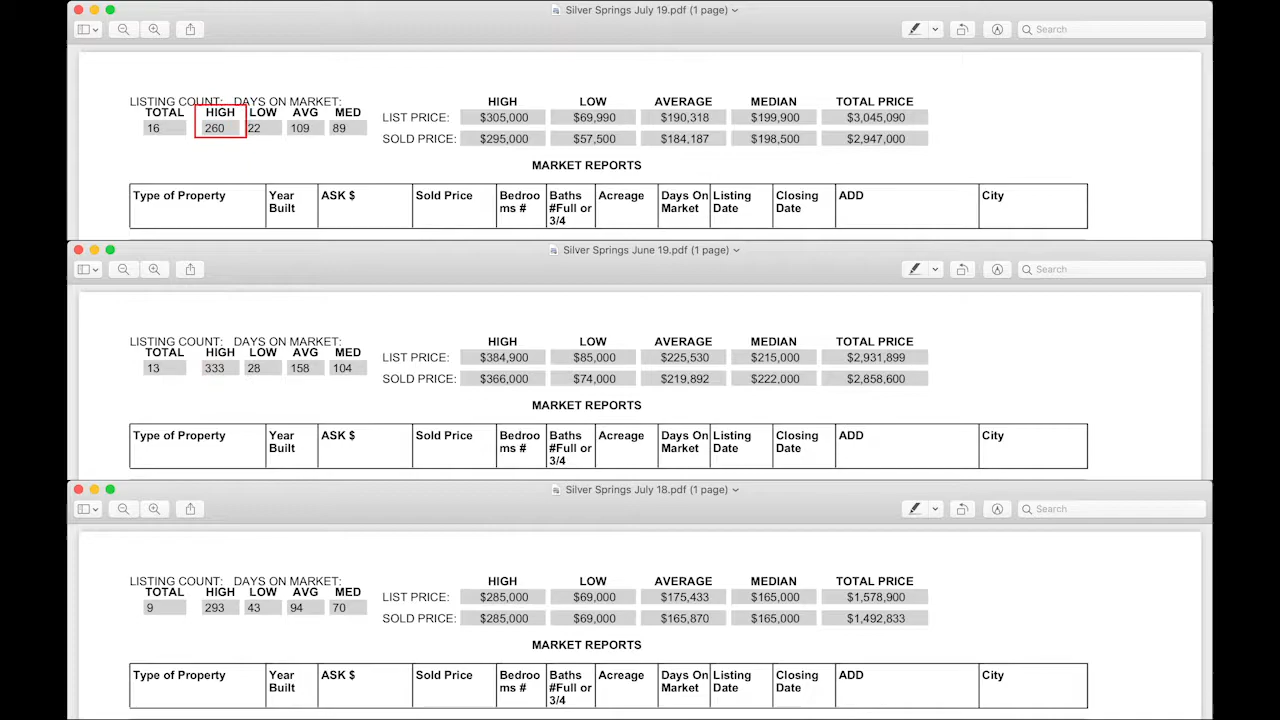 Silver Springs July 19.pdf (1 page)
Search
LISTING COUNT: DAYS ON MARKET:
TOTAL HIGH LOW AVG MED
16 260 22 109 89
HIGH LOW AVERAGE MEDIAN TOTAL PRICE
LIST PRICE: $305,000 $69,990 $190,318 $199,900 $3,045,090
SOLD PRICE: $295,000 $57,500 $184,187 $198,500 $2,947,000
MARKET REPORTS
Type of Property Year Built ASK $ Sold Price Bedroo ms # Baths #Full or 3/4 Acreage Days On Market Listing Date Closing Date ADD City
Silver Springs June 19.pdf (1 page)
Search
LISTING COUNT: DAYS ON MARKET:
TOTAL HIGH LOW AVG MED
13 333 28 158 104
HIGH LOW AVERAGE MEDIAN TOTAL PRICE
LIST PRICE: $384,900 $85,000 $225,530 $215,000 $2,931,899
SOLD PRICE: $366,000 $74,000 $219,892 $222,000 $2,858,600
MARKET REPORTS
Type of Property Year Built ASK $ Sold Price Bedroo ms # Baths #Full or 3/4 Acreage Days On Market Listing Date Closing Date ADD City
Silver Springs July 18.pdf (1 page)
Search
LISTING COUNT: DAYS ON MARKET:
TOTAL HIGH LOW AVG MED
9 293 43 94 70
HIGH LOW AVERAGE MEDIAN TOTAL PRICE
LIST PRICE: $285,000 $69,000 $175,433 $165,000 $1,578,900
SOLD PRICE: $285,000 $69,000 $165,870 $165,000 $1,492,833
MARKET REPORTS
Type of Property Year Built ASK $ Sold Price Bedroo ms # Baths #Full or 3/4 Acreage Days On Market Listing Date Closing Date ADD City